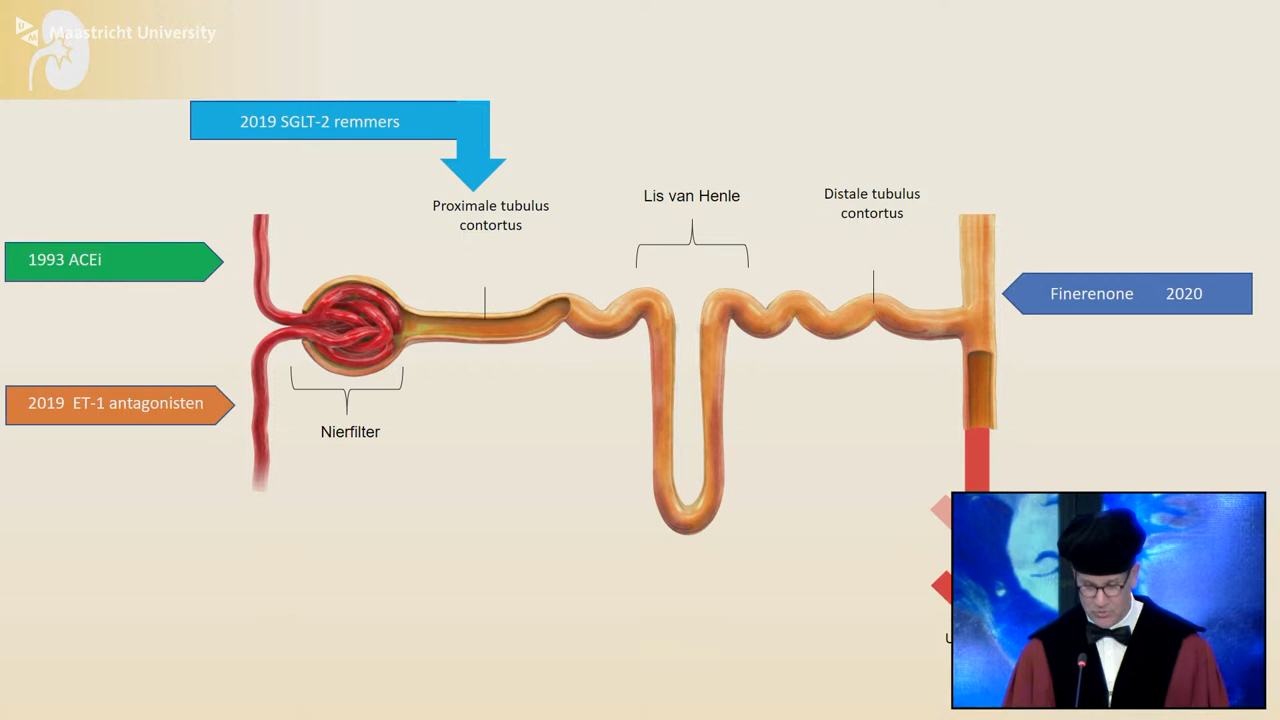 Maastricht University
2019 SGLT-2 remmers
Proximale tubulus
contortus
Lis van Henle
Distale tubulus
contortus
1993 ACEi
Finerenone 2020
2019 ET-1 antagonisten
Nierfilter